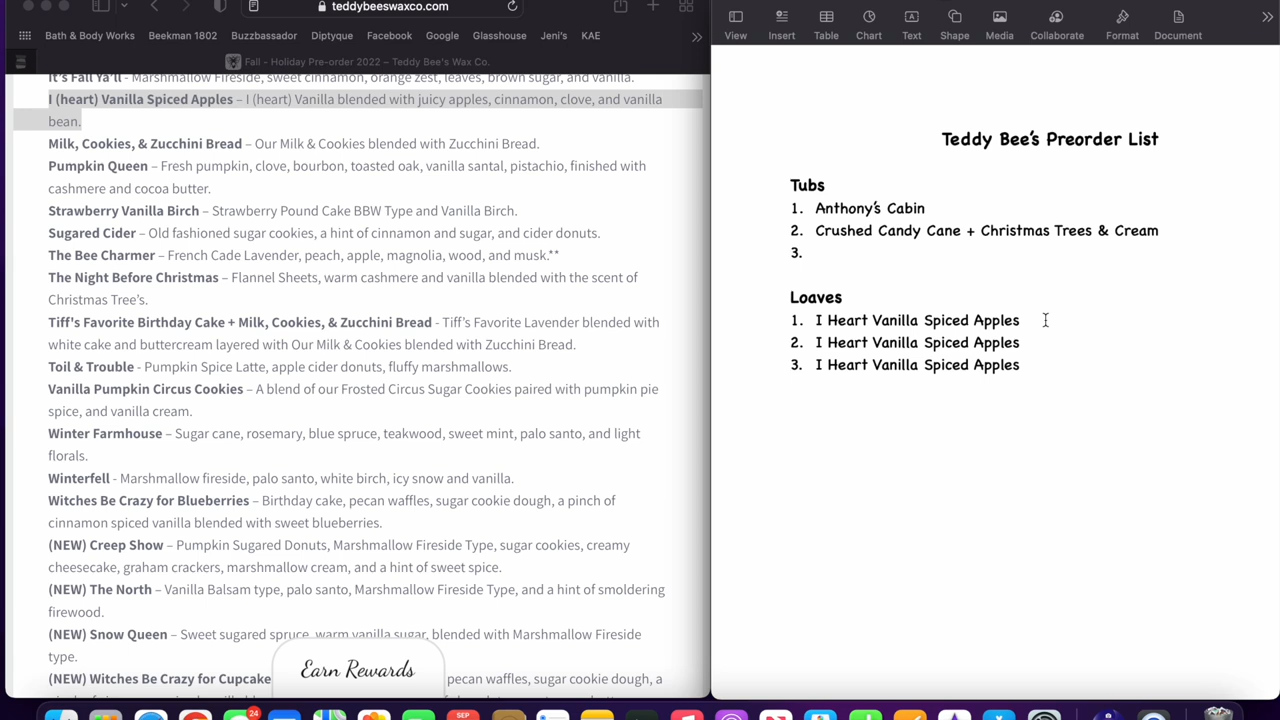 teddybeeswaxco.com
Bath & Body Works Beekman 1802 Buzzbassador Diptyque Facebook Google Glasshouse Jeni's KAE
Fall - Holiday Pre-order 2022 – Teddy Bee's Wax Co.
It's Fall Ya'll - Marshmallow Fireside, sweet cinnamon, orange zest, leaves, brown sugar, and vanilla.
I (heart) Vanilla Spiced Apples – I (heart) Vanilla blended with juicy apples, cinnamon, clove, and vanilla
bean.
Milk, Cookies, & Zucchini Bread – Our Milk & Cookies blended with Zucchini Bread.
Pumpkin Queen – Fresh pumpkin, clove, bourbon, toasted oak, vanilla santal, pistachio, finished with
cashmere and cocoa butter.
Strawberry Vanilla Birch – Strawberry Pound Cake BBW Type and Vanilla Birch.
Sugared Cider – Old fashioned sugar cookies, a hint of cinnamon and sugar, and cider donuts.
The Bee Charmer – French Cade Lavender, peach, apple, magnolia, wood, and musk.**
The Night Before Christmas – Flannel Sheets, warm cashmere and vanilla blended with the scent of
Christmas Tree's.
Tiff's Favorite Birthday Cake + Milk, Cookies, & Zucchini Bread - Tiff's Favorite Lavender blended with
white cake and buttercream layered with Our Milk & Cookies blended with Zucchini Bread.
Toil & Trouble - Pumpkin Spice Latte, apple cider donuts, fluffy marshmallows.
Vanilla Pumpkin Circus Cookies – A blend of our Frosted Circus Sugar Cookies paired with pumpkin pie
spice, and vanilla cream.
Winter Farmhouse – Sugar cane, rosemary, blue spruce, teakwood, sweet mint, palo santo, and light
florals.
Winterfell - Marshmallow fireside, palo santo, white birch, icy snow and vanilla.
Witches Be Crazy for Blueberries – Birthday cake, pecan waffles, sugar cookie dough, a pinch of
cinnamon spiced vanilla blended with sweet blueberries.
(NEW) Creep Show – Pumpkin Sugared Donuts, Marshmallow Fireside Type, sugar cookies, creamy
cheesecake, graham crackers, marshmallow cream, and a hint of sweet spice.
(NEW) The North – Vanilla Balsam type, palo santo, Marshmallow Fireside Type, and a hint of smoldering
firewood.
(NEW) Snow Queen – Sweet sugared spruce, warm vanilla sugar, blended with Marshmallow Fireside
type.
(NEW) Witches Be Crazy for Cupcake pecan waffles, sugar cookie dough, a
Earn Rewards
View Insert Table Chart Text Shape Media Collaborate Format Document
Teddy Bee's Preorder List
Tubs
1. Anthony's Cabin
2. Crushed Candy Cane + Christmas Trees & Cream
3.
Loaves
1. I Heart Vanilla Spiced Apples
2. I Heart Vanilla Spiced Apples
3. I Heart Vanilla Spiced Apples
24
SEP